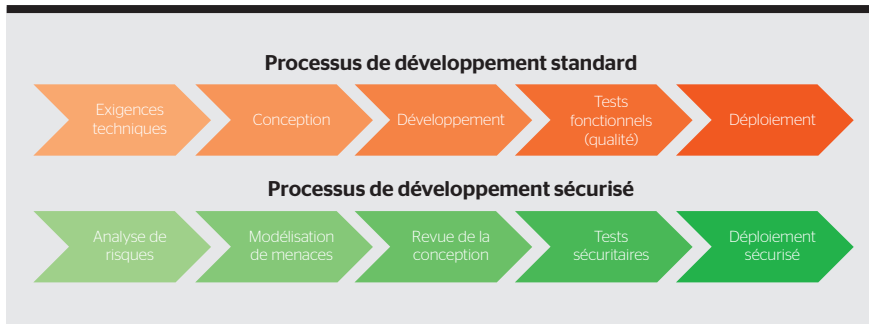 Processus de développement standard
Exigences
techniques
Conception
Développement
Tests
fonctionnels
(qualité)
Déploiement
Processus de développement sécurisé
Analyse de
risques
Modélisation
de menaces
Revue de la
conception
Tests
sécuritaires
Déploiement
sécurisé